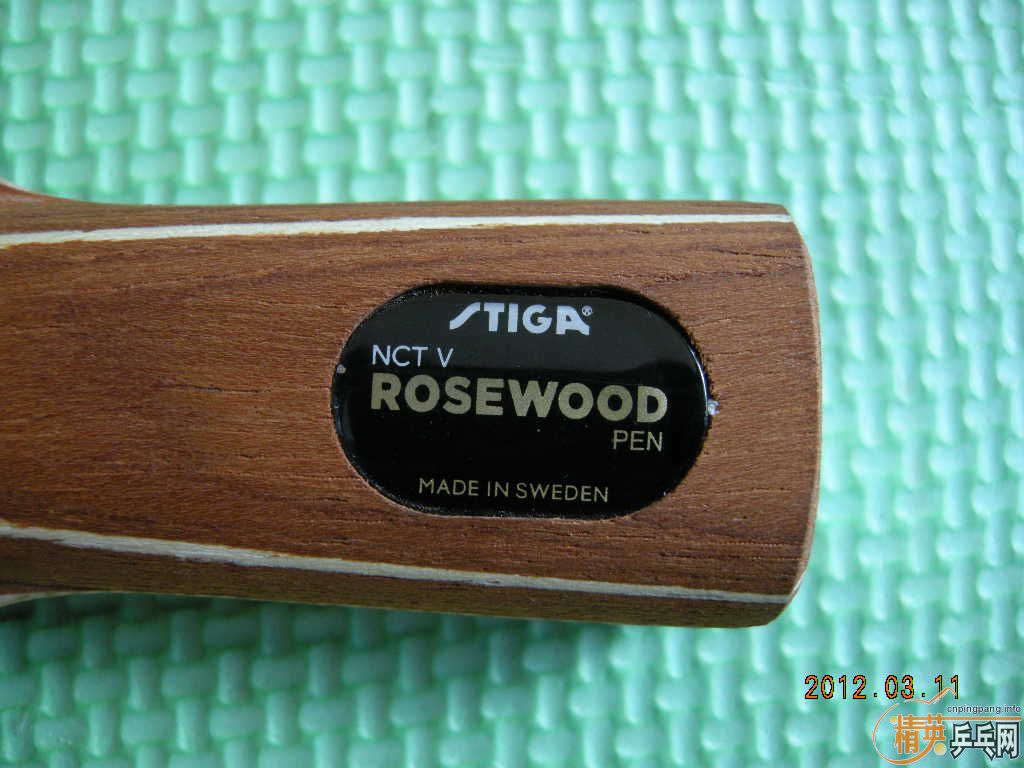 STIGA®
NCT V
ROSEWOOD
PEN
MADE IN SWEDEN
2012.03.11
cnpingpang.info
精英乒乓网